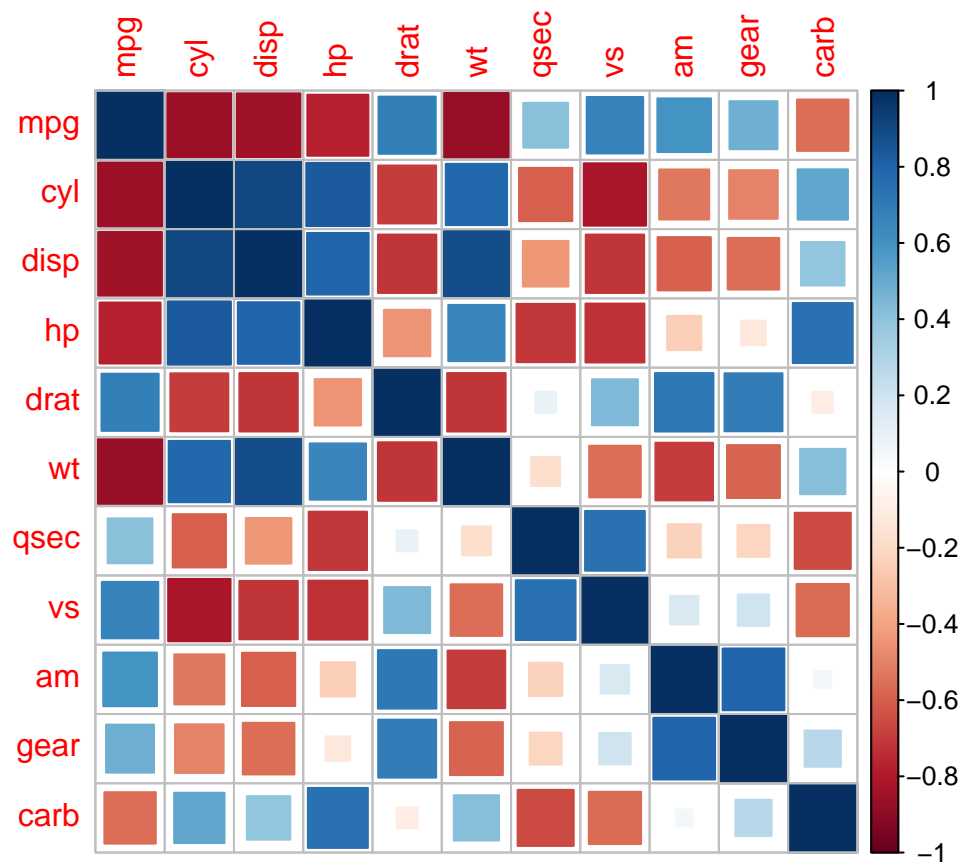 mpg cyl disp hp drat wt qsec vs am gear carb
mpg
cyl
disp
hp
drat
wt
qsec
vs
am
gear
carb
1
0.8
0.6
0.4
0.2
0
−0.2
−0.4
−0.6
−0.8
−1